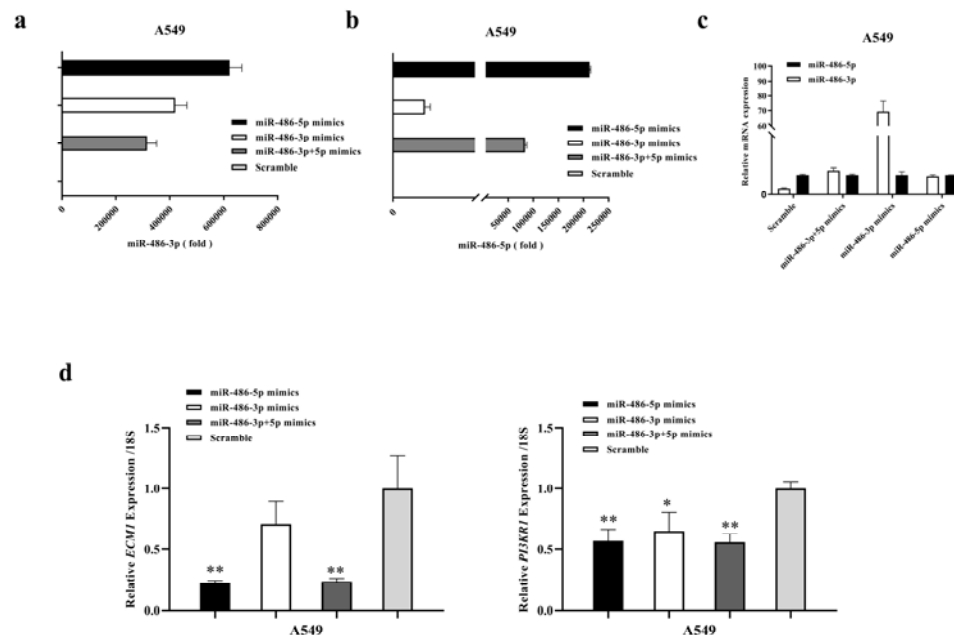 a
A549
miR-486-5p mimics
miR-486-3p mimics
miR-486-3p+5p mimics
Scramble
0
200000
400000
600000
800000
miR-486-3p ( fold )
b
A549
miR-486-5p mimics
miR-486-3p mimics
miR-486-3p+5p mimics
Scramble
0
50000
100000
150000
200000
250000
miR-486-5p ( fold )
c
A549
miR-486-5p
miR-486-3p
Relative miRNA expression
100
90
80
70
60
0
Scramble
miR-486-3p+5p mimics
miR-486-3p mimics
miR-486-5p mimics
d
miR-486-5p mimics
miR-486-3p mimics
miR-486-3p+5p mimics
Scramble
Relative ECM1 Expression /18S
1.5
1.0
0.5
0.0
**
**
A549
miR-486-5p mimics
miR-486-3p mimics
miR-486-3p+5p mimics
Scramble
Relative PI3KR1 Expression/18S
1.5
1.0
0.5
0.0
**
*
**
A549